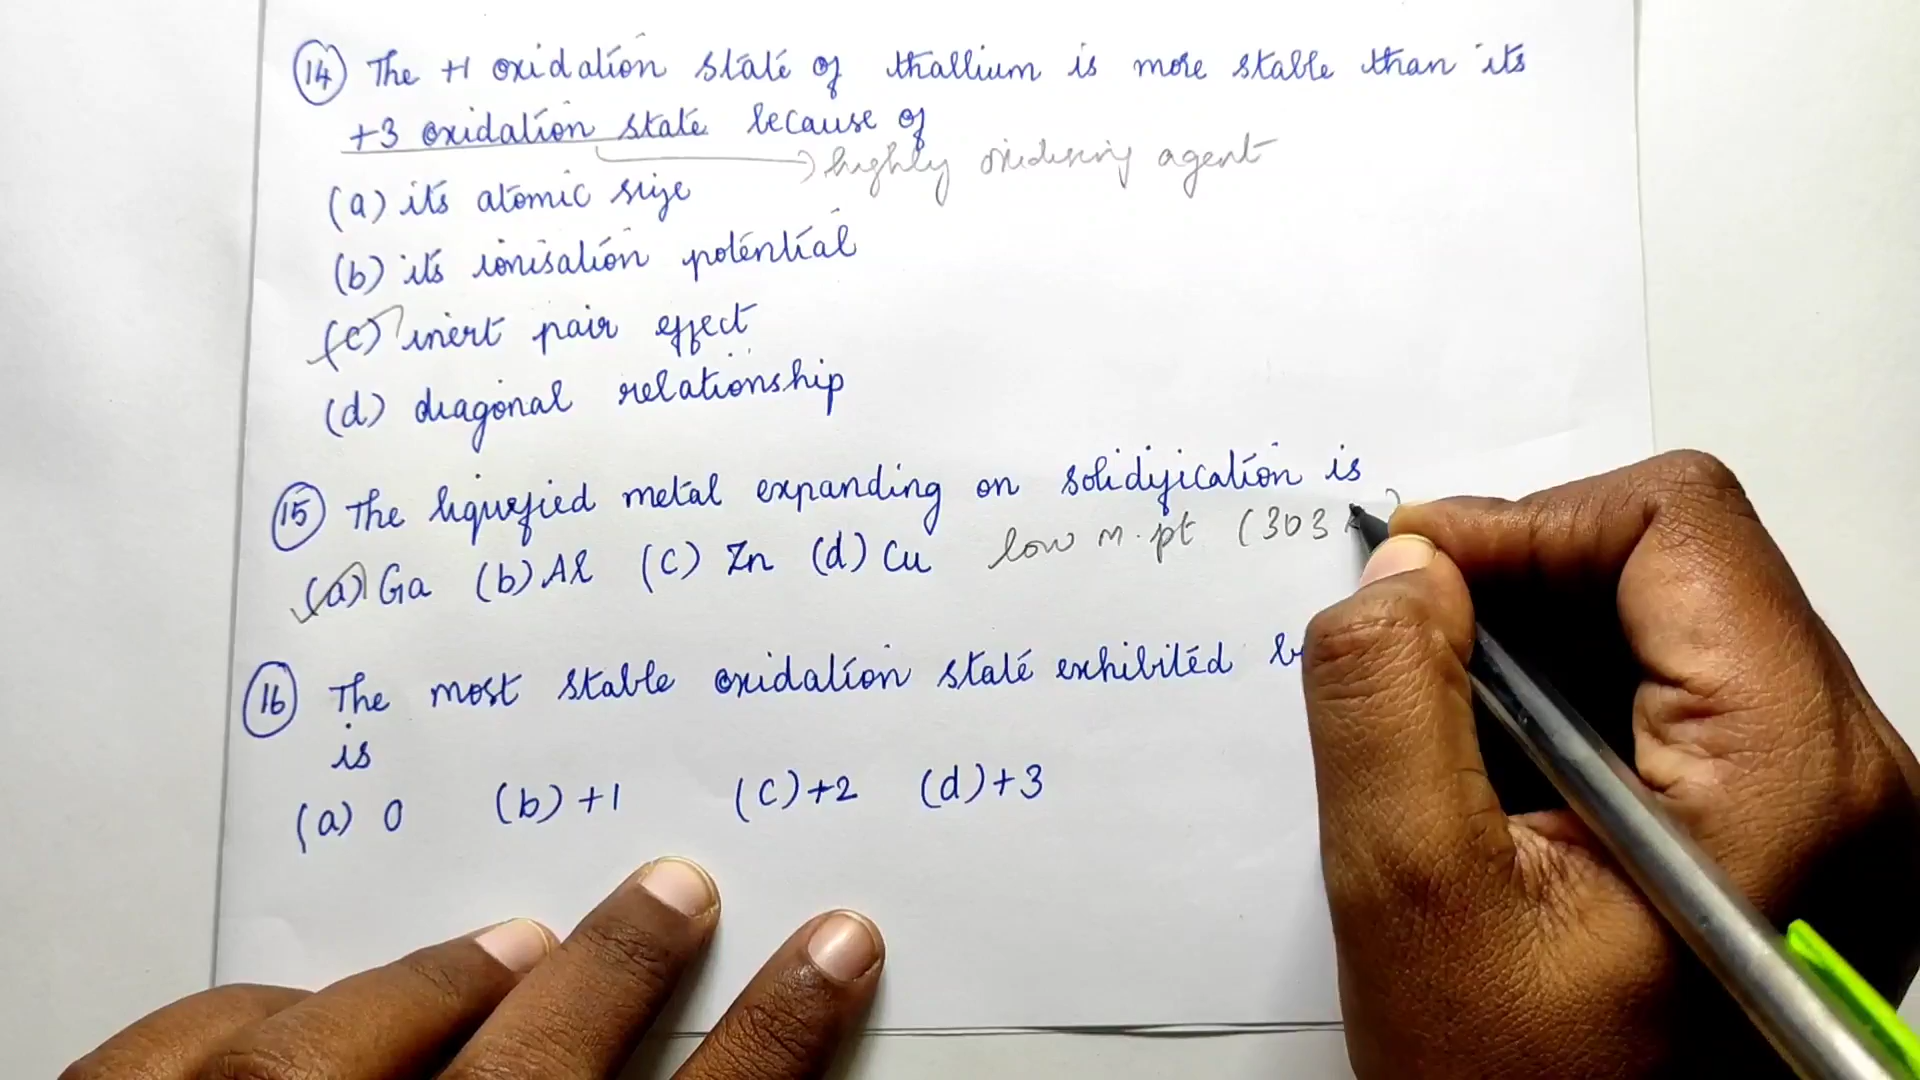 14 The +1 oxidation state of thallium is more stable than its
+3 oxidation state because of
highly oxidising agent
(a) its atomic size
(b) its ionisation potential
(c) inert pair effect
(d) diagonal relationship
15 The liquefied metal expanding on solidification is
low m.pt (303
(a) Ga (b) Al (c) Zn (d) Cu
16 The most stable oxidation state exhibited
is
(a) 0 (b) +1 (c) +2 (d) +3